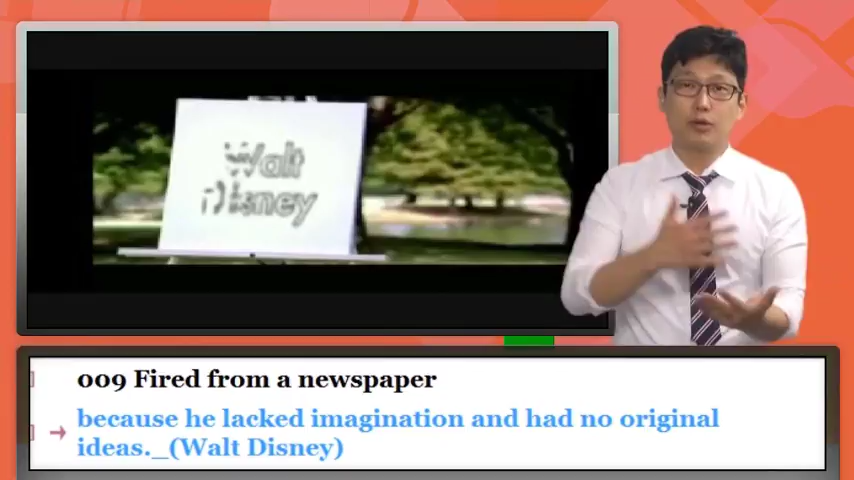 Walt
Disney
009 Fired from a newspaper
because he lacked imagination and had no original
ideas._(Walt Disney)